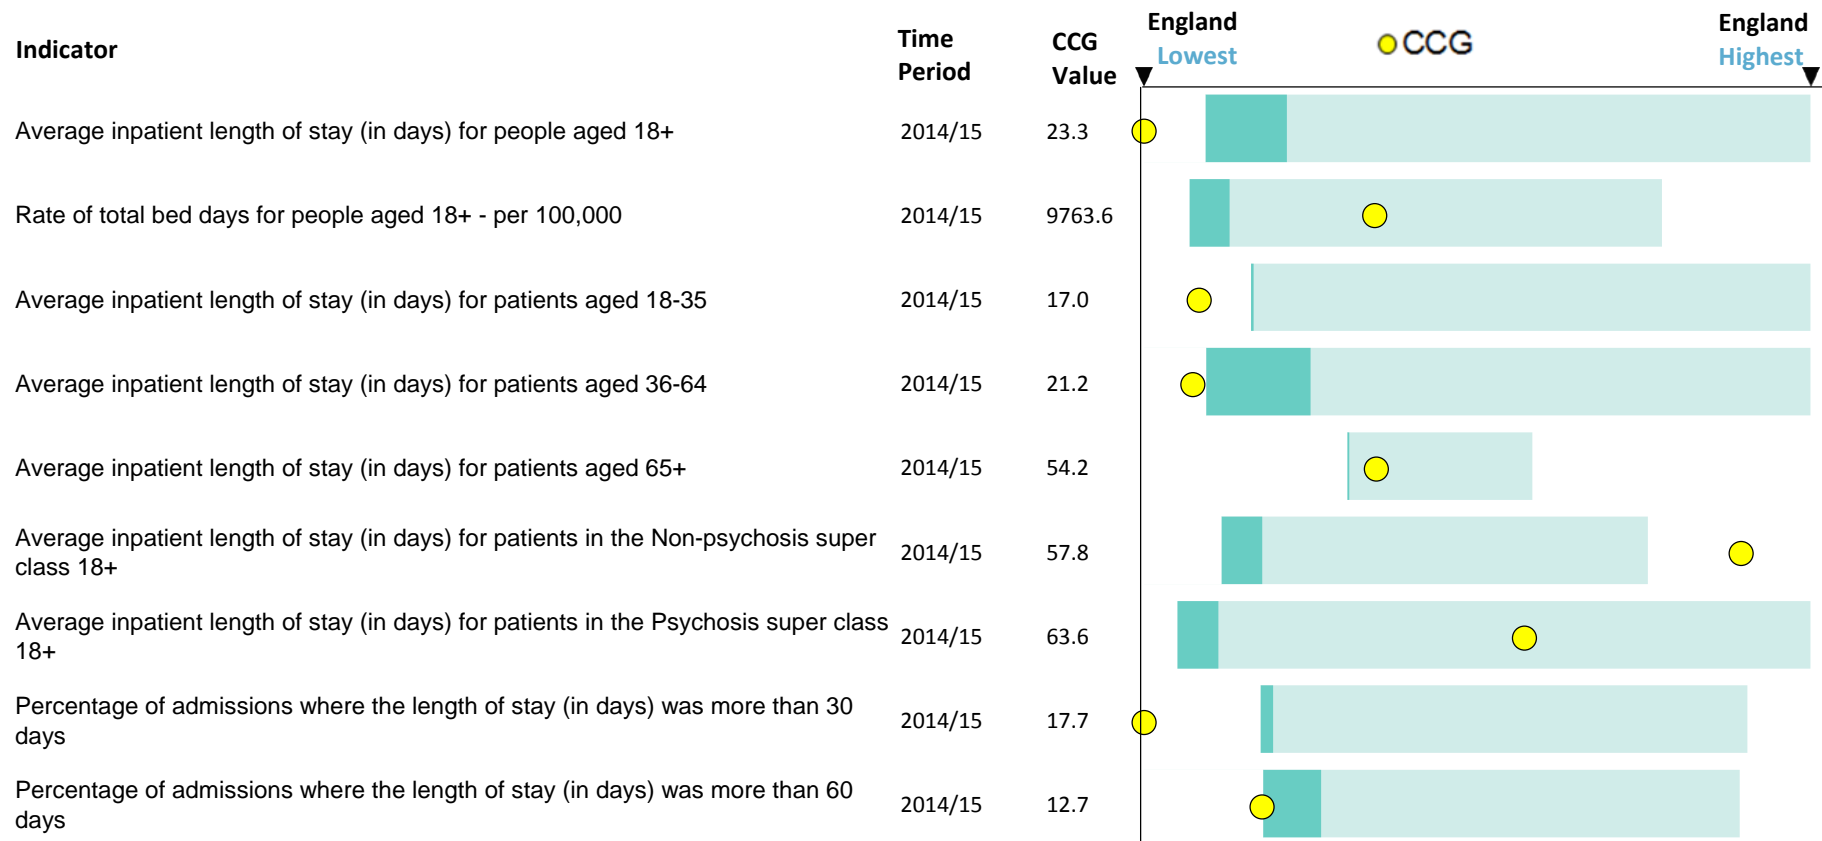 Indicator
Time Period
CCG Value
England Lowest
CCG
England Highest
Average inpatient length of stay (in days) for people aged 18+ 2014/15 23.3
Rate of total bed days for people aged 18+ - per 100,000 2014/15 9763.6
Average inpatient length of stay (in days) for patients aged 18-35 2014/15 17.0
Average inpatient length of stay (in days) for patients aged 36-64 2014/15 21.2
Average inpatient length of stay (in days) for patients aged 65+ 2014/15 54.2
Average inpatient length of stay (in days) for patients in the Non-psychosis super
class 18+ 2014/15 57.8
Average inpatient length of stay (in days) for patients in the Psychosis super class
18+ 2014/15 63.6
Percentage of admissions where the length of stay (in days) was more than 30
days 2014/15 17.7
Percentage of admissions where the length of stay (in days) was more than 60
days 2014/15 12.7